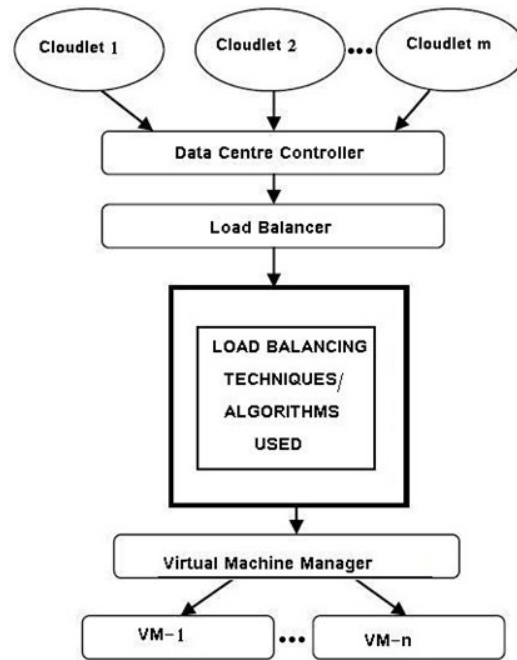 Cloudlet 1
Cloudlet 2
•••
Cloudlet m
Data Centre Controller
Load Balancer
LOAD BALANCING
TECHNIQUES/
ALGORITHMS
USED
Virtual Machine Manager
VM-1
•••
VM-n